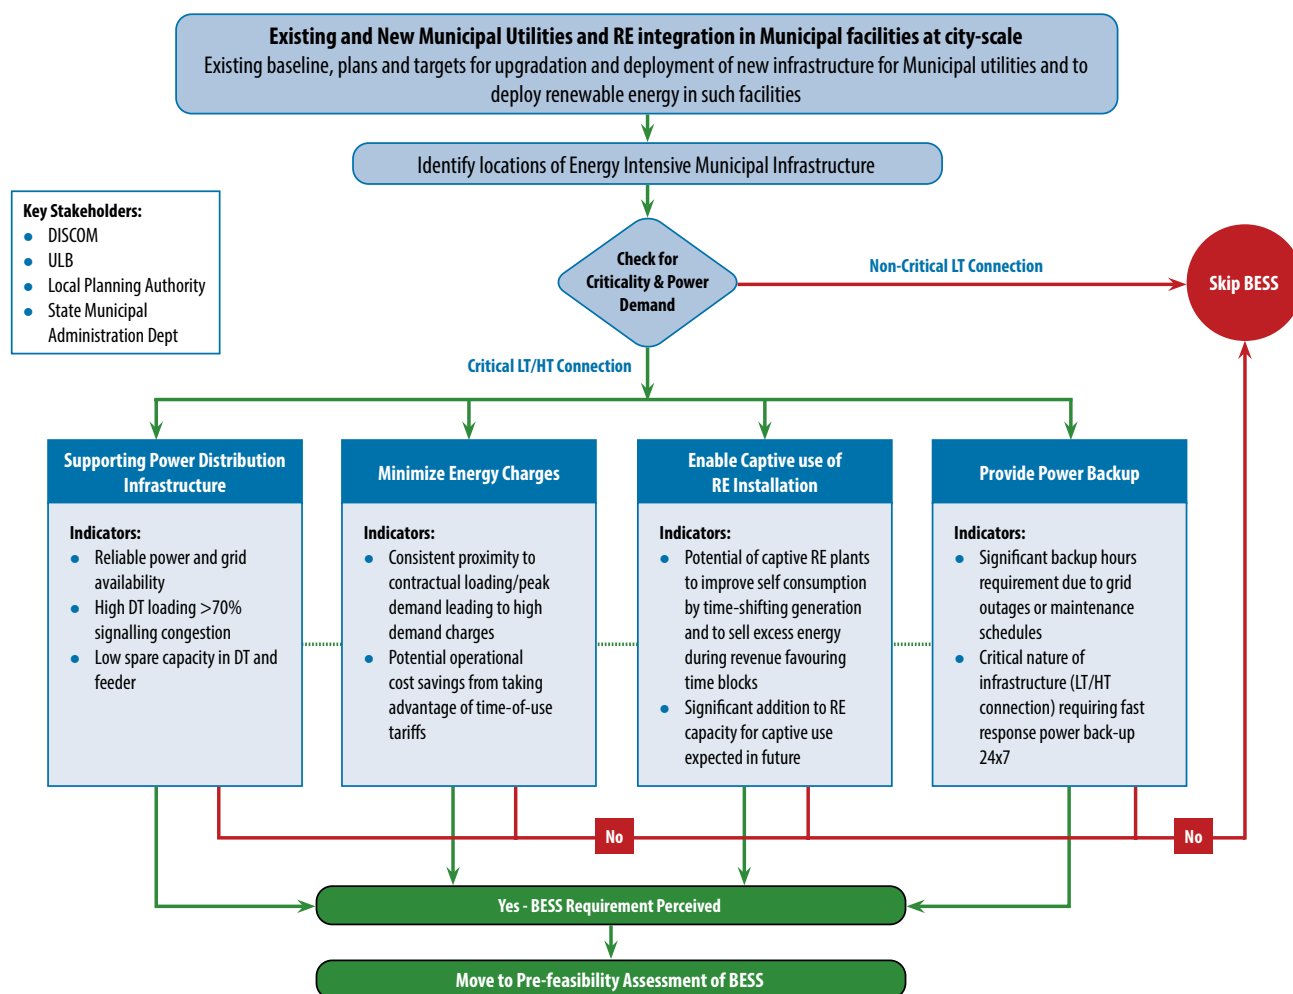 Existing and New Municipal Utilities and RE integration in Municipal facilities at city-scale
Existing baseline, plans and targets for upgradation and deployment of new infrastructure for Municipal utilities and to
deploy renewable energy in such facilities
Identify locations of Energy Intensive Municipal Infrastructure
Key Stakeholders:
● DISCOM
● ULB
● Local Planning Authority
● State Municipal
Administration Dept
Check for
Criticality & Power
Demand
Non-Critical LT Connection
Skip BESS
Critical LT/HT Connection
Supporting Power Distribution
Infrastructure
Indicators:
● Reliable power and grid
availability
● High DT loading >70%
signalling congestion
● Low spare capacity in DT and
feeder
Minimize Energy Charges
Indicators:
● Consistent proximity to
contractual loading/peak
demand leading to high
demand charges
● Potential operational
cost savings from taking
advantage of time-of-use
tariffs
Enable Captive use of
RE Installation
Indicators:
● Potential of captive RE plants
to improve self consumption
by time-shifting generation
and to sell excess energy
during revenue favouring
time blocks
● Significant addition to RE
capacity for captive use
expected in future
Provide Power Backup
Indicators:
● Significant backup hours
requirement due to grid
outages or maintenance
schedules
● Critical nature of
infrastructure (LT/HT
connection) requiring fast
response power back-up
24x7
No
No
Yes - BESS Requirement Perceived
Move to Pre-feasibility Assessment of BESS